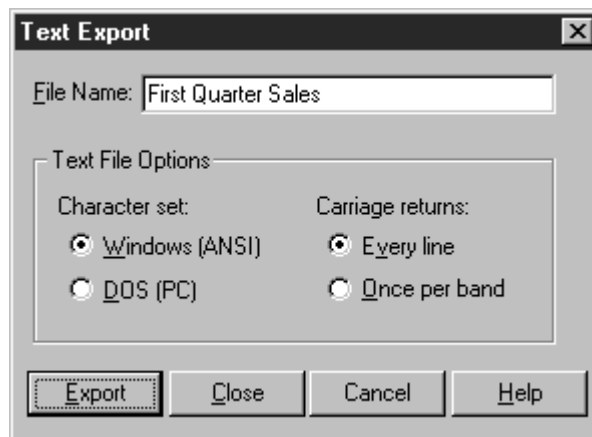 Text Export
File Name: First Quarter Sales
Text File Options
Character set: Carriage returns:
Windows (ANSI) Every line
DOS (PC) Once per band
Export Close Cancel Help